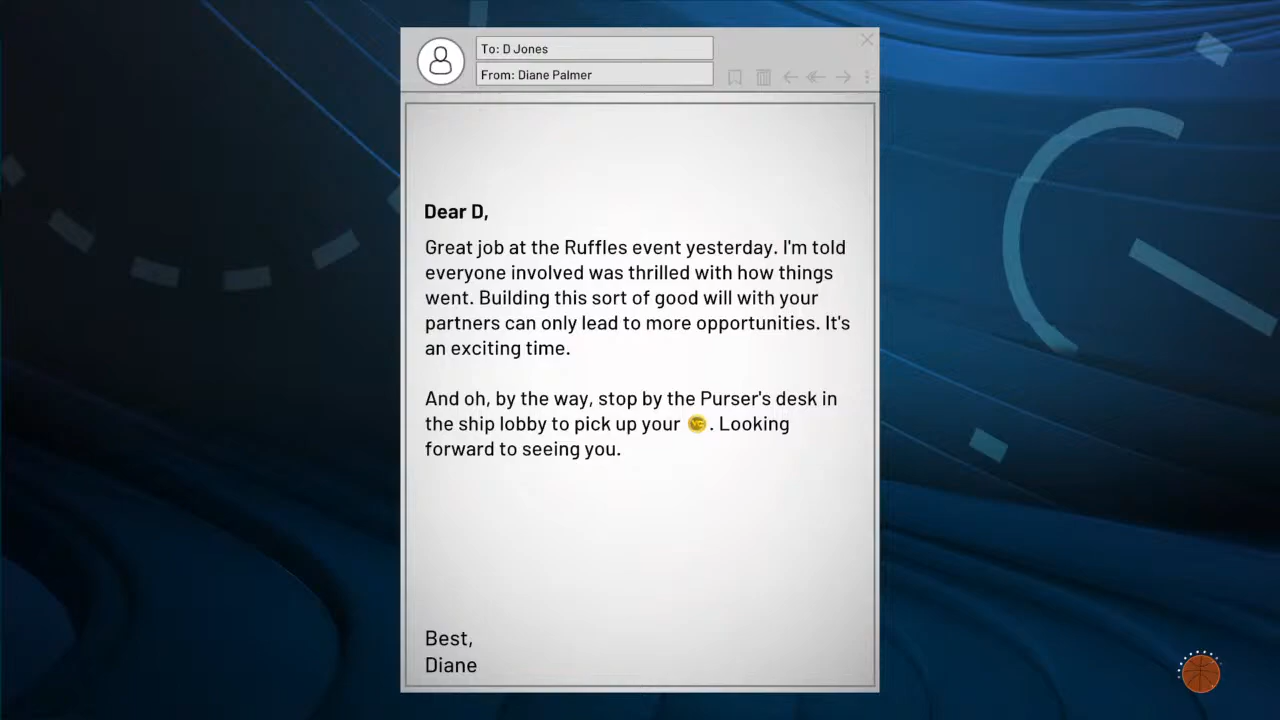 To: D Jones
From: Diane Palmer
Dear D,
Great job at the Ruffles event yesterday. I'm told
everyone involved was thrilled with how things
went. Building this sort of good will with your
partners can only lead to more opportunities. It's
an exciting time.
And oh, by the way, stop by the Purser's desk in
the ship lobby to pick up your VC. Looking
forward to seeing you.
Best,
Diane